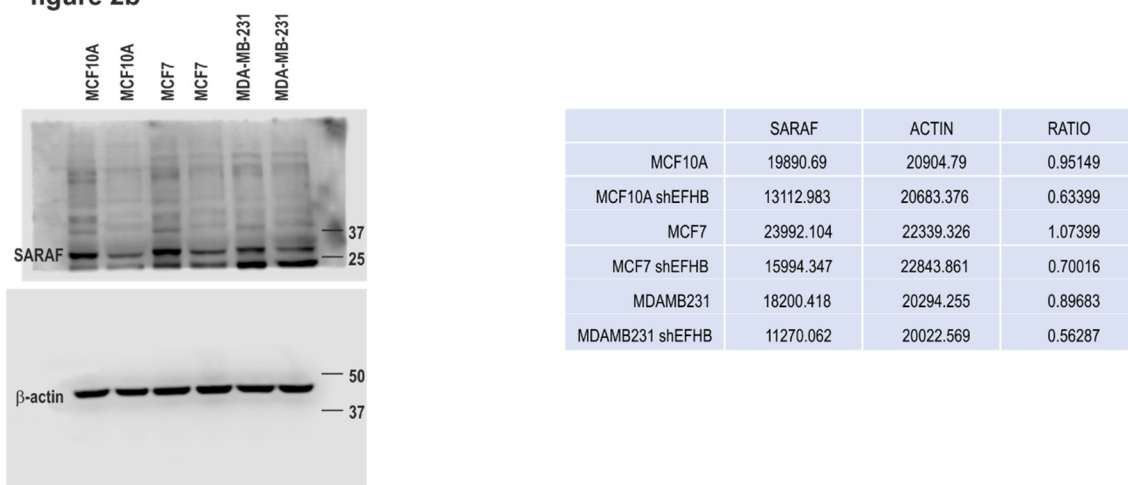 figure 2b
MCF10A
MCF10A
MCF7
MCF7
MDA-MB-231
MDA-MB-231
37
SARAF
25
50
β-actin
37
SARAF ACTIN RATIO
MCF10A 19890.69 20904.79 0.95149
MCF10A shEFHB 13112.983 20683.376 0.63399
MCF7 23992.104 22339.326 1.07399
MCF7 shEFHB 15994.347 22843.861 0.70016
MDAMB231 18200.418 20294.255 0.89683
MDAMB231 shEFHB 11270.062 20022.569 0.56287